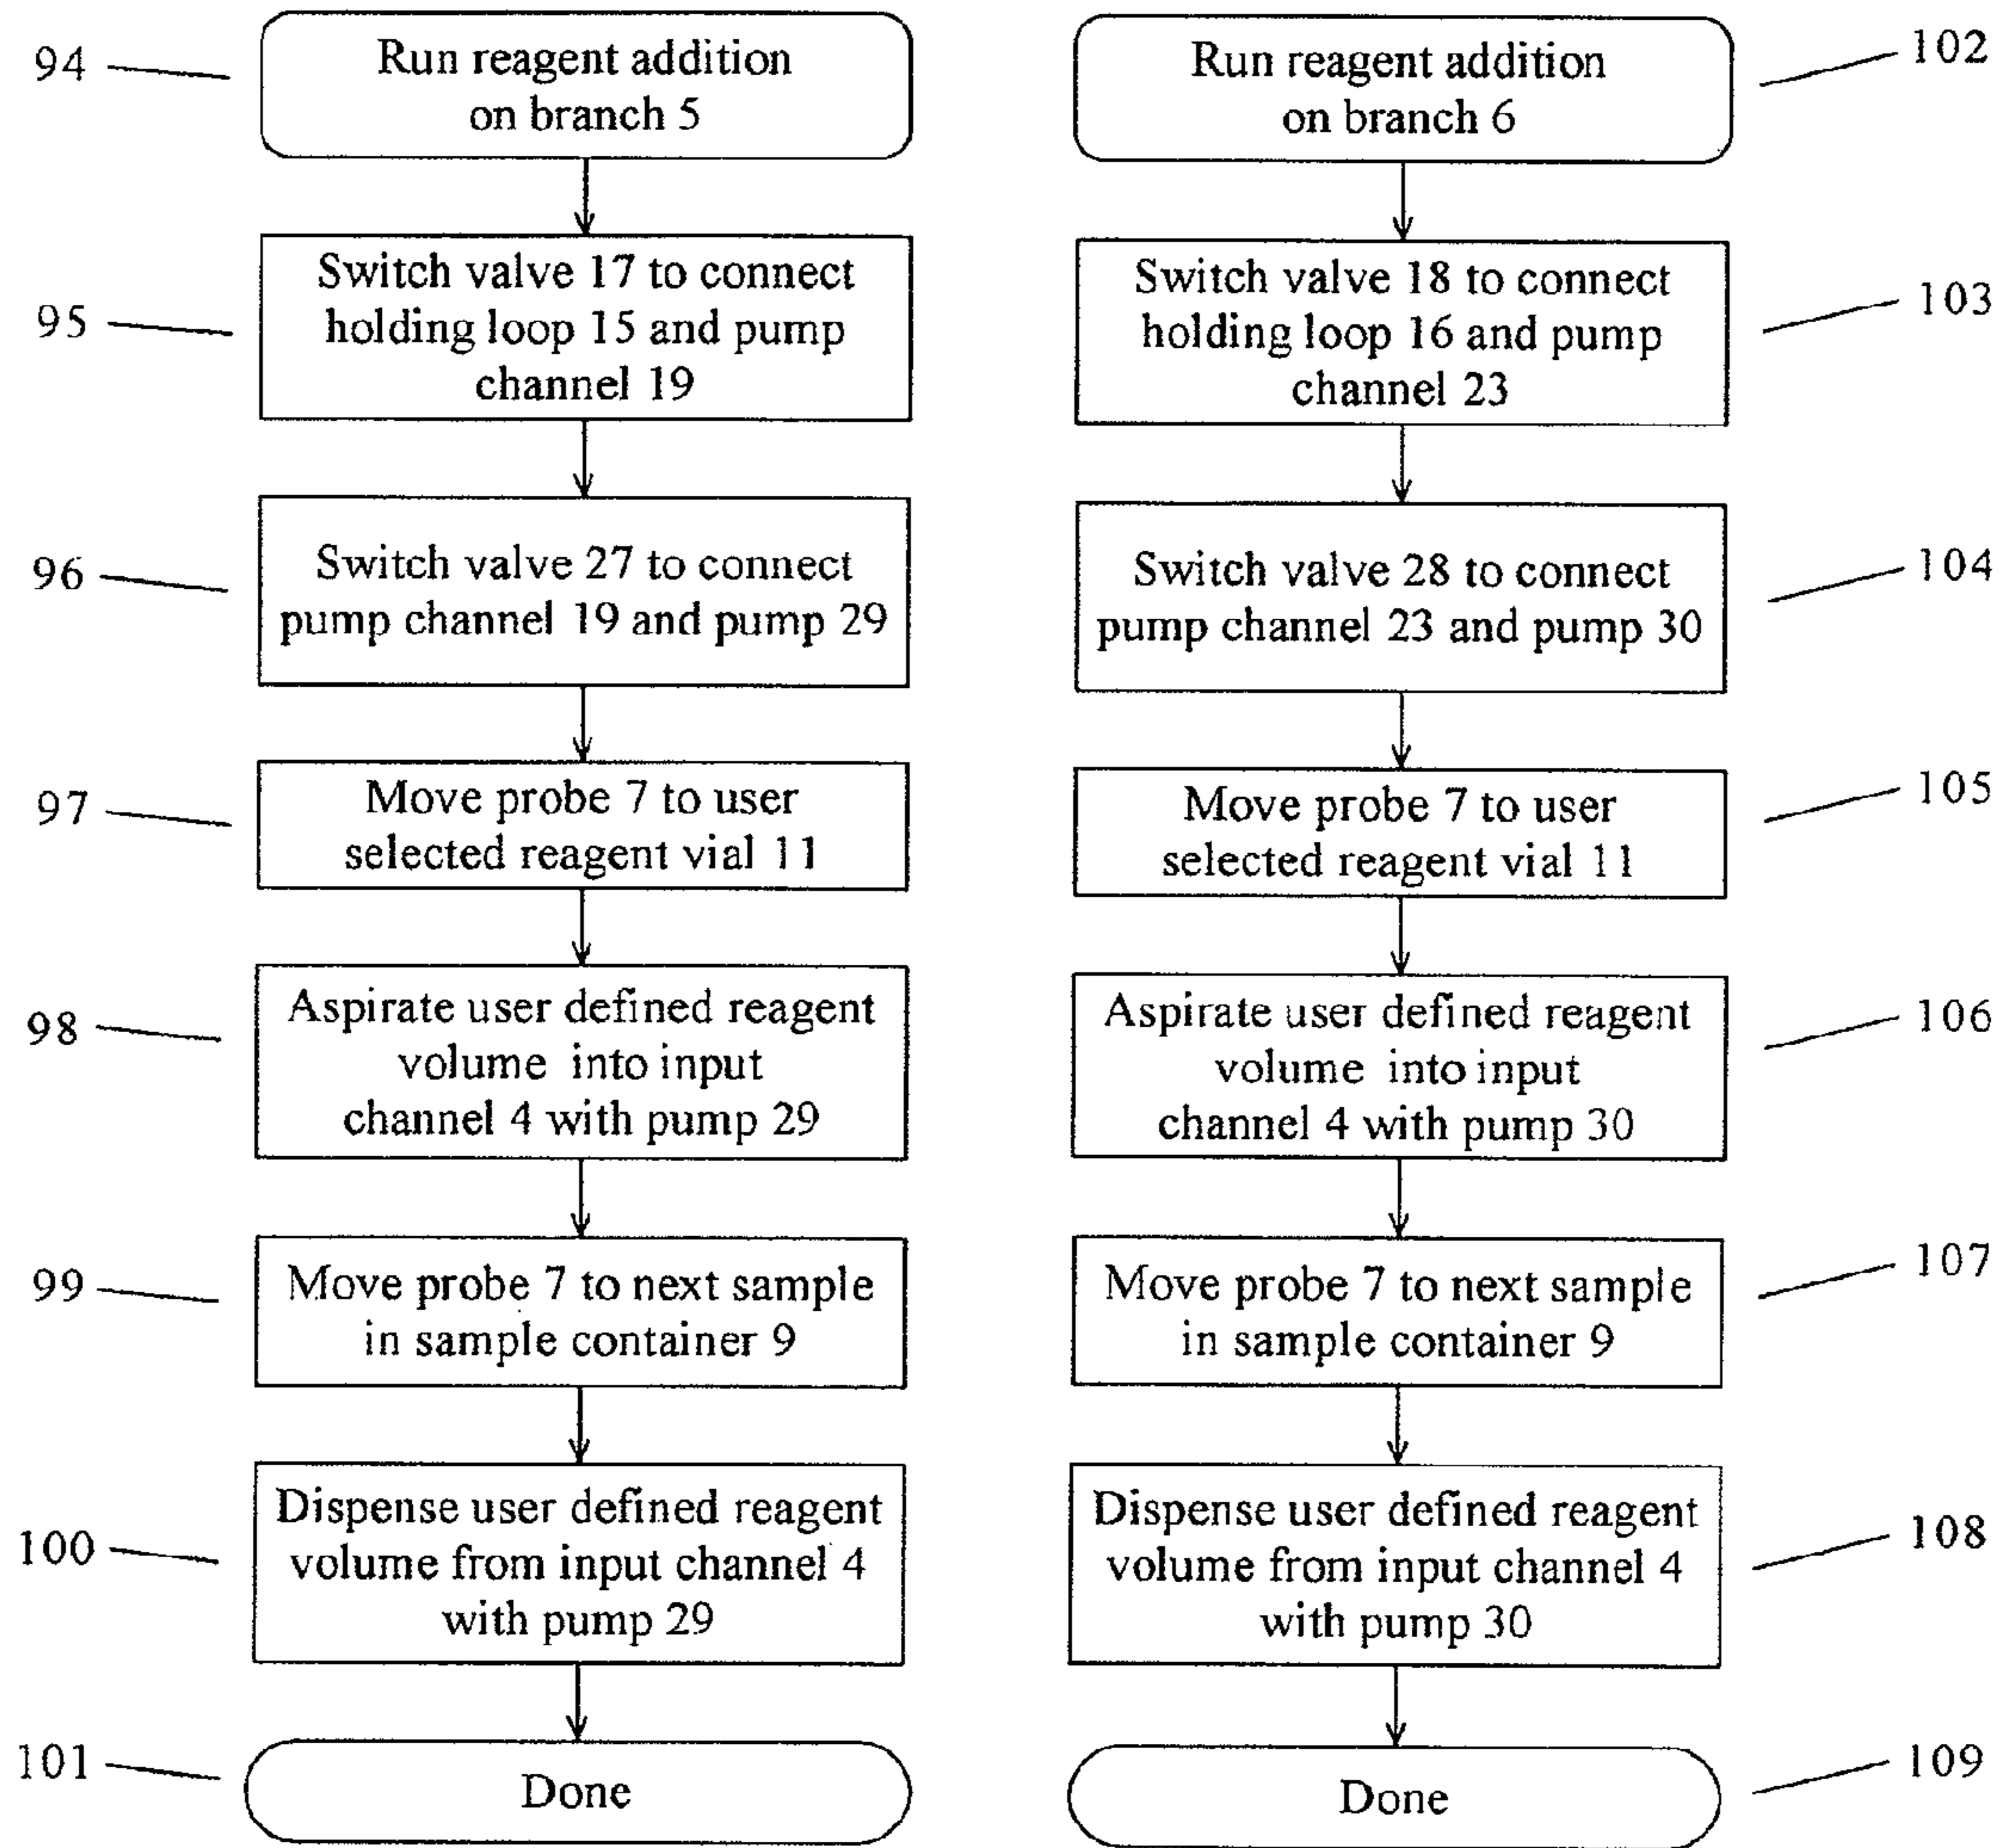 94
Run reagent addition
on branch 5
95
Switch valve 17 to connect
holding loop 15 and pump
channel 19
96
Switch valve 27 to connect
pump channel 19 and pump 29
97
Move probe 7 to user
selected reagent vial 11
98
Aspirate user defined reagent
volume into input
channel 4 with pump 29
99
Move probe 7 to next sample
in sample container 9
100
Dispense user defined reagent
volume from input channel 4
with pump 29
101
Done
102
Run reagent addition
on branch 6
103
Switch valve 18 to connect
holding loop 16 and pump
channel 23
104
Switch valve 28 to connect
pump channel 23 and pump 30
105
Move probe 7 to user
selected reagent vial 11
106
Aspirate user defined reagent
volume into input
channel 4 with pump 30
107
Move probe 7 to next sample
in sample container 9
108
Dispense user defined reagent
volume from input channel 4
with pump 30
109
Done